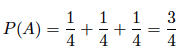 P(A) = 1/4 + 1/4 + 1/4 = 3/4